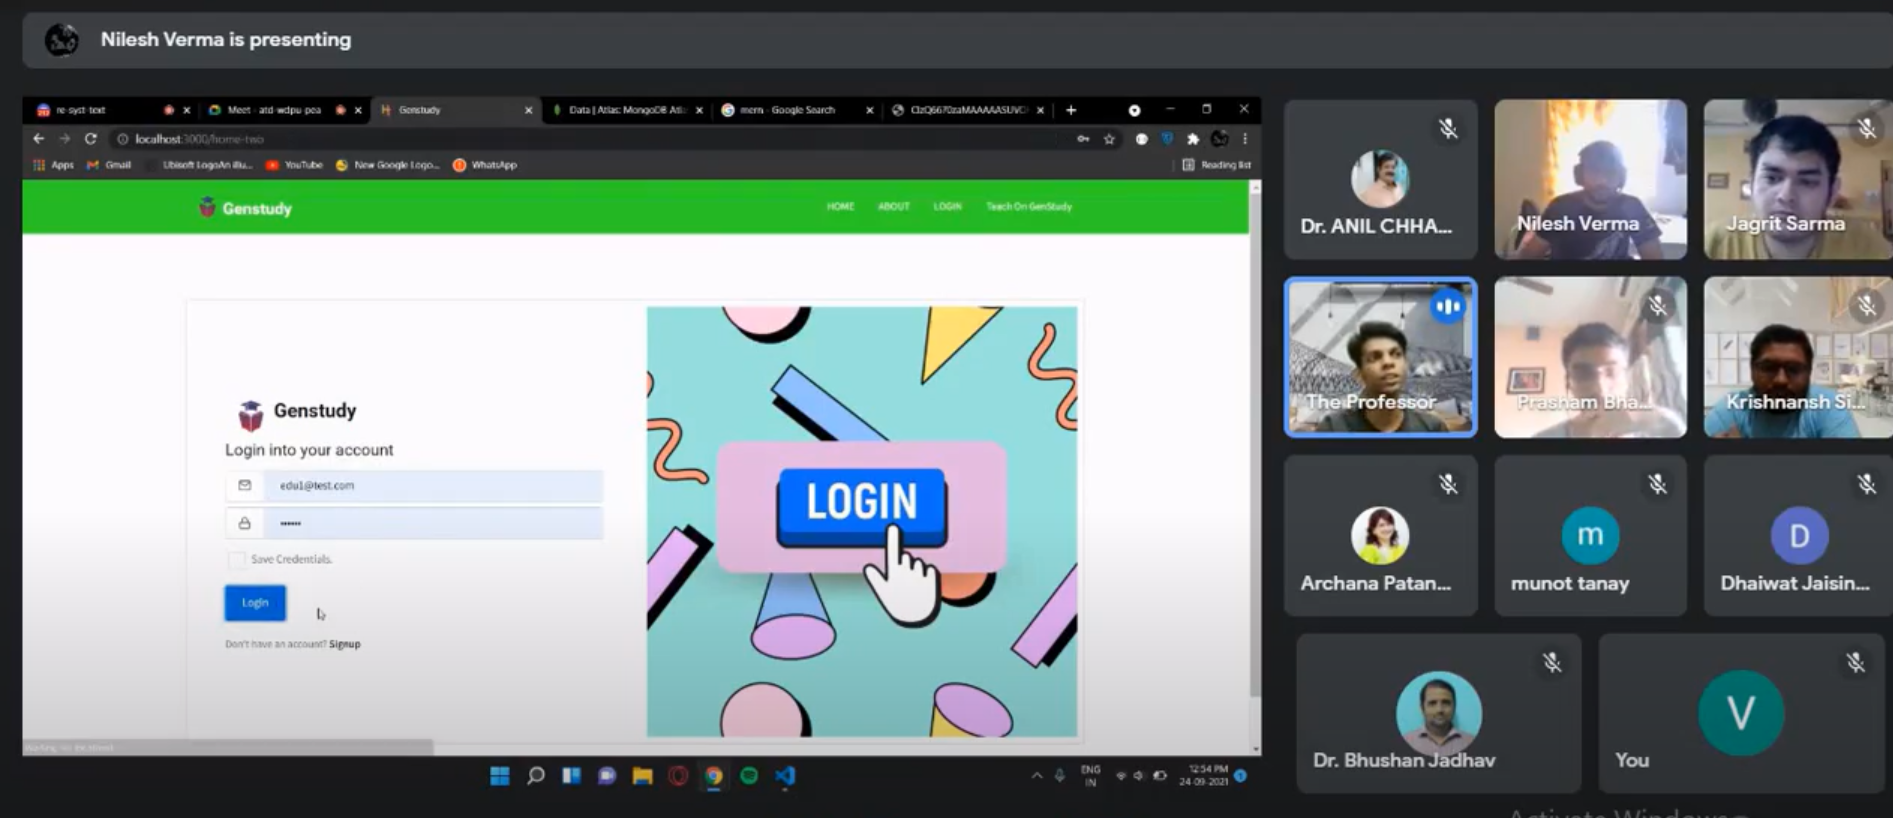 Nilesh Verma is presenting
re-syst-text
Meet - atd-wdpu-pea
Genstudy
Data | Atlas: MongoDB Atl
mern - Google Search
localhost:3000/home-two
Apps
Gmail
Ubisoft LogoAn illu...
YouTube
New Google Logo...
WhatsApp
Reading list
Genstudy
HOME
ABOUT
LOGIN
Teach On GenStudy
Genstudy
Login into your account
edu1@test.com
Save Credentials.
Login
Don't have an account? Signup
LOGIN
ENG
IN
12:54 PM
24-09-2021
Dr. ANIL CHHA...
Nilesh Verma
Jagrit Sarma
The Professor
Prasham Bha...
Krishnansh Si...
Archana Patan...
m
munot tanay
D
Dhaiwat Jaisin...
Dr. Bhushan Jadhav
V
You
Activate Windows